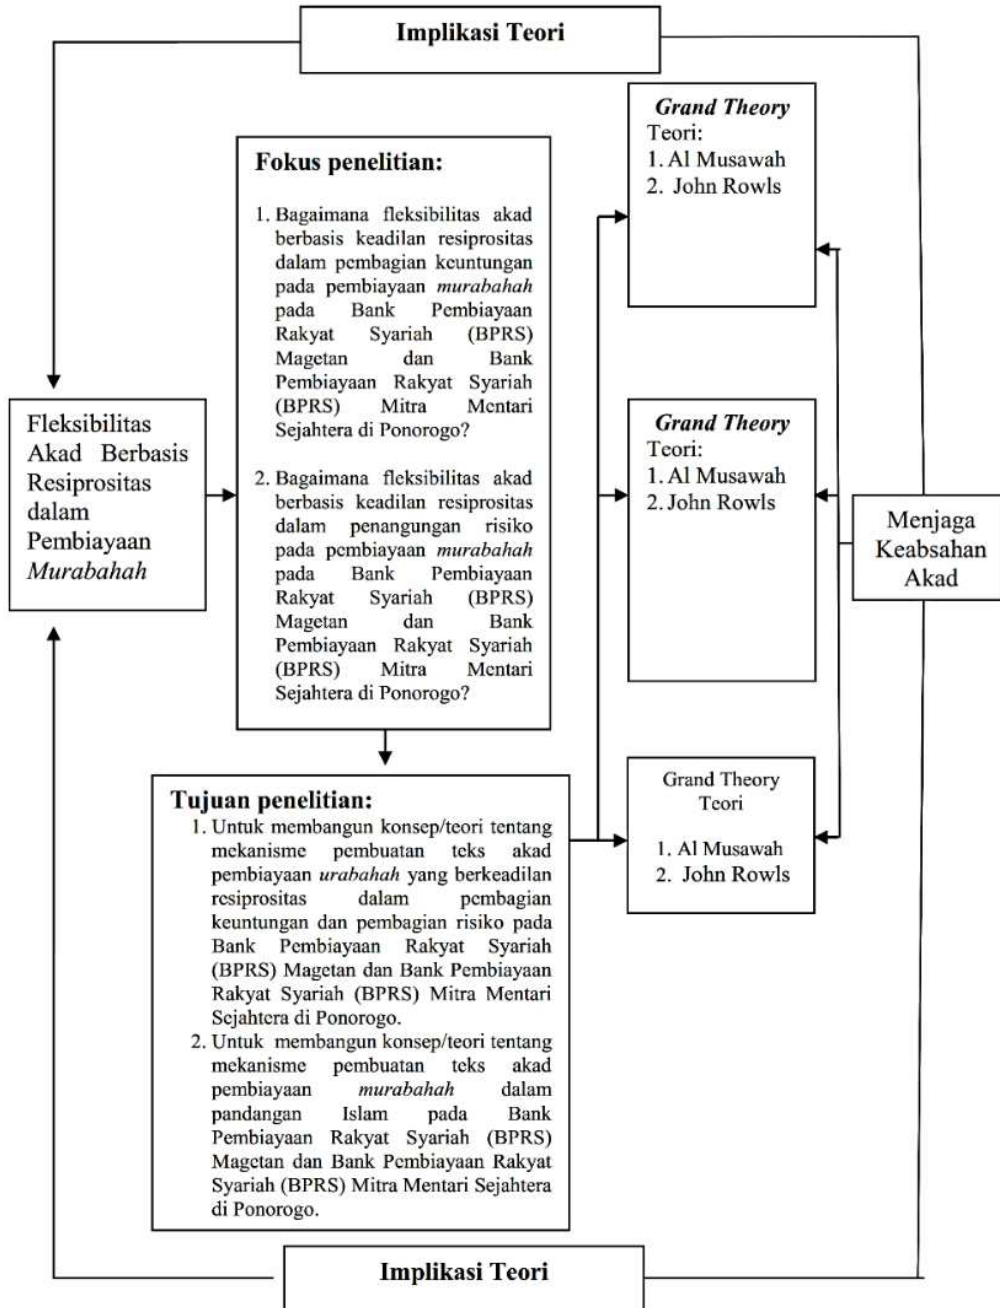 Implikasi Teori
Fleksibilitas
Akad Berbasis
Resiprositas
dalam
Pembiayaan
Murabahah
Fokus penelitian:
1. Bagaimana fleksibilitas akad
berbasis keadilan resiprositas
dalam pembagian keuntungan
pada pembiayaan murabahah
pada Bank Pembiayaan
Rakyat Syariah (BPRS)
Magetan dan Bank
Pembiayaan Rakyat Syariah
(BPRS) Mitra Mentari
Sejahtera di Ponorogo?
2. Bagaimana fleksibilitas akad
berbasis keadilan resiprositas
dalam penangungan risiko
pada pembiayaan murabahah
pada Bank Pembiayaan
Rakyat Syariah (BPRS)
Magetan dan Bank
Pembiayaan Rakyat Syariah
(BPRS) Mitra Mentari
Sejahtera di Ponorogo?
Tujuan penelitian:
1. Untuk membangun konsep/teori tentang
mekanisme pembuatan teks akad
pembiayaan urabahah yang berkeadilan
resiprositas dalam pembagian
keuntungan dan pembagian risiko pada
Bank Pembiayaan Rakyat Syariah
(BPRS) Magetan dan Bank Pembiayaan
Rakyat Syariah (BPRS) Mitra Mentari
Sejahtera di Ponorogo.
2. Untuk membangun konsep/teori tentang
mekanisme pembuatan teks akad
pembiayaan murabahah dalam
pandangan Islam pada Bank
Pembiayaan Rakyat Syariah (BPRS)
Magetan dan Bank Pembiayaan Rakyat
Syariah (BPRS) Mitra Mentari Sejahtera
di Ponorogo.
Grand Theory
Teori:
1. Al Musawah
2. John Rowls
Grand Theory
Teori:
1. Al Musawah
2. John Rowls
Grand Theory
Teori
1. Al Musawah
2. John Rowls
Menjaga
Keabsahan
Akad
Implikasi Teori